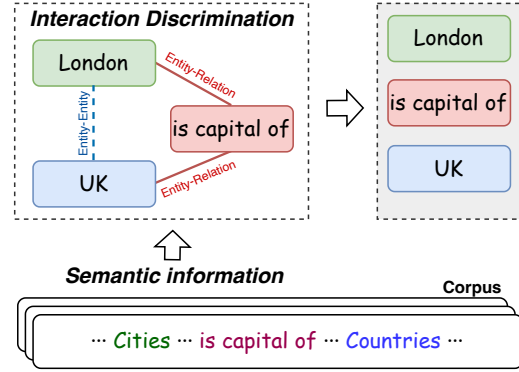 Interaction Discrimination
London
Entity-Relation
Entity-Entity
is capital of
UK
Entity-Relation
London
is capital of
UK
Semantic information
Corpus
··· Cities ··· is capital of ··· Countries ···